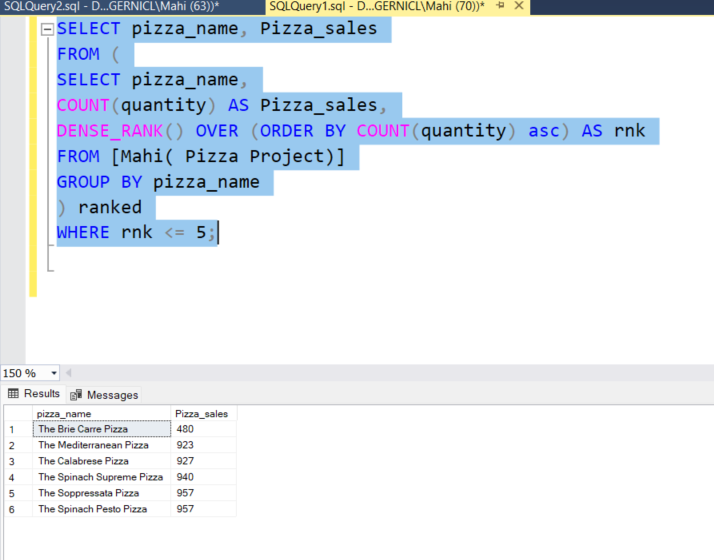 SQLQuery2.sql - D...GERNICL\Mahi (63))* SQLQuery1.sql - D...GERNICL\Mahi (70))*
SELECT pizza_name, Pizza_sales
FROM (
SELECT pizza_name,
COUNT(quantity) AS Pizza_sales,
DENSE_RANK() OVER (ORDER BY COUNT(quantity) asc) AS rnk
FROM [Mahi( Pizza Project)]
GROUP BY pizza_name
) ranked
WHERE rnk <= 5;
150 %
Results Messages
pizza_name Pizza_sales
1 The Brie Carre Pizza 480
2 The Mediterranean Pizza 923
3 The Calabrese Pizza 927
4 The Spinach Supreme Pizza 940
5 The Soppressata Pizza 957
6 The Spinach Pesto Pizza 957